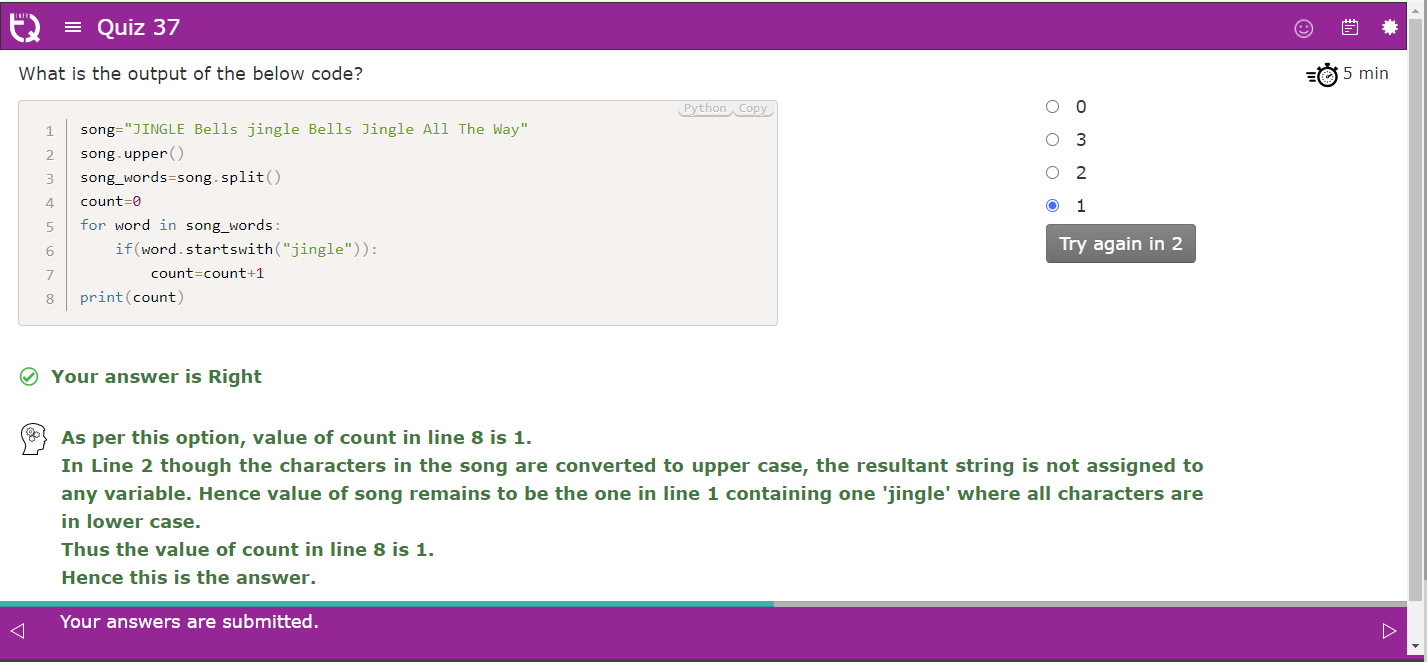 Quiz 37
What is the output of the below code?
5 min
Python Copy
1 song="JINGLE Bells jingle Bells Jingle All The Way"
2 song.upper()
3 song_words=song.split()
4 count=0
5 for word in song_words:
6     if(word.startswith("jingle")):
7         count=count+1
8 print(count)
0
3
2
1
Try again in 2
Your answer is Right
As per this option, value of count in line 8 is 1.
In Line 2 though the characters in the song are converted to upper case, the resultant string is not assigned to
any variable. Hence value of song remains to be the one in line 1 containing one 'jingle' where all characters are
in lower case.
Thus the value of count in line 8 is 1.
Hence this is the answer.
Your answers are submitted.